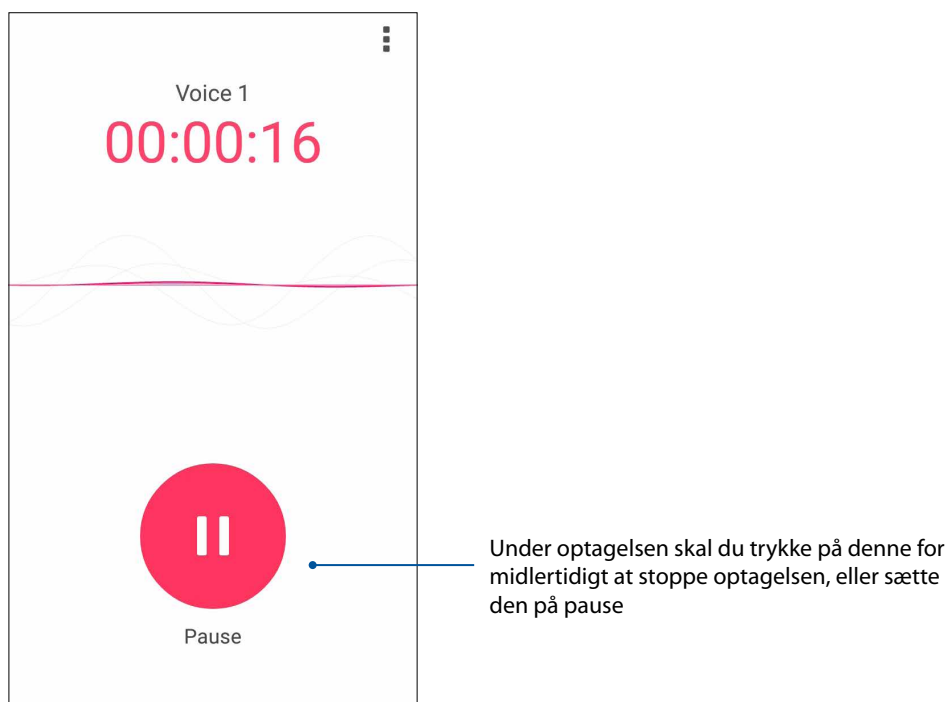 Voice 1
00:00:16
Under optagelsen skal du trykke på denne for
midlertidigt at stoppe optagelsen, eller sætte
den på pause
Pause